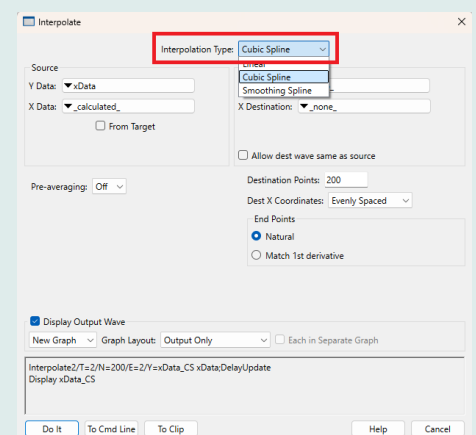 Interpolate
Interpolation Type: Cubic Spline
Linear
Cubic Spline
Smoothing Spline
Source
Y Data: xData
X Data: _calculated_
From Target
X Destination: _none_
Allow dest wave same as source
Pre-averaging: Off
Destination Points: 200
Dest X Coordinates: Evenly Spaced
End Points
Natural
Match 1st derivative
Display Output Wave
New Graph Graph Layout: Output Only Each in Separate Graph
Interpolate2/T=2/N=200/E=2/Y=xData_CS xData;DelayUpdate
Display xData_CS
Do It To Cmd Line To Clip Help Cancel